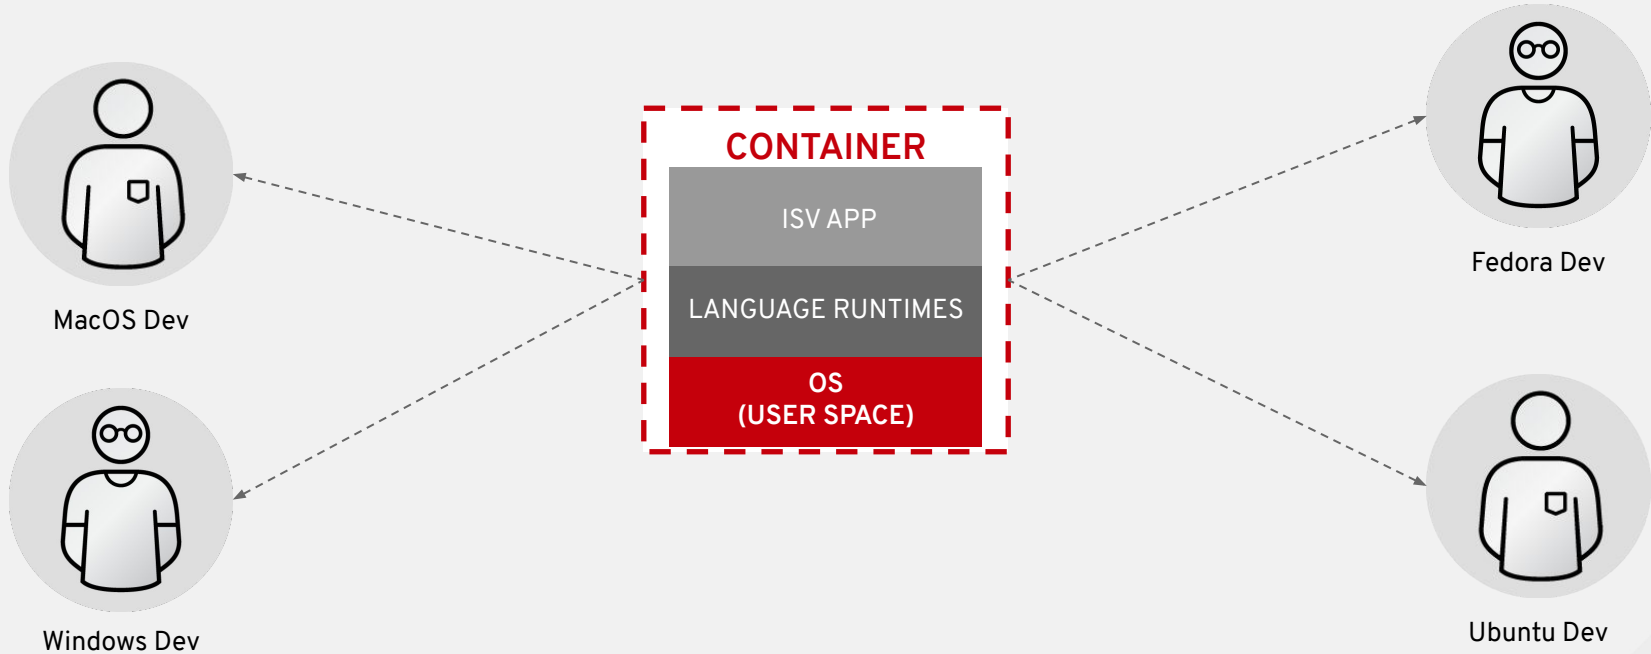 CONTAINER
ISV APP
LANGUAGE RUNTIMES
OS
(USER SPACE)
MacOS Dev
Windows Dev
Fedora Dev
Ubuntu Dev